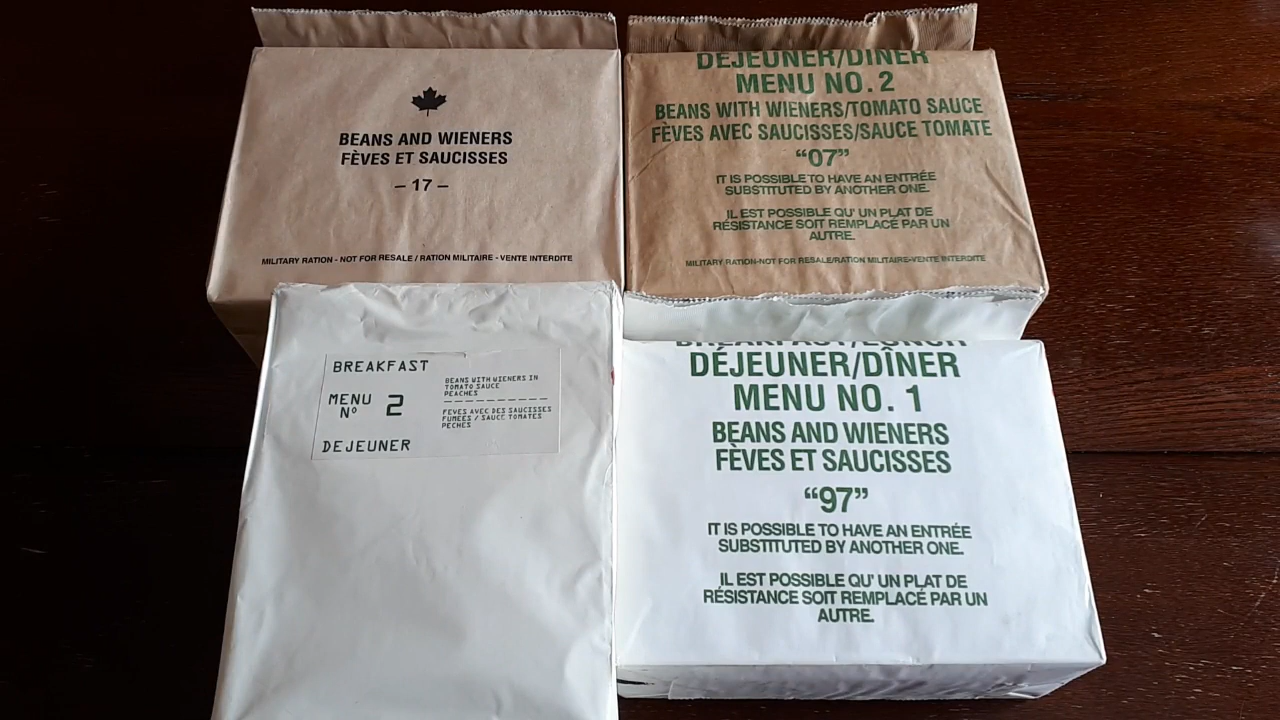 BEANS AND WIENERS
FÈVES ET SAUCISSES
– 17 –
MILITARY RATION - NOT FOR RESALE / RATION MILITAIRE - VENTE INTERDITE
DÉJEUNER/DÎNER
MENU NO. 2
BEANS WITH WIENERS/TOMATO SAUCE
FÈVES AVEC SAUCISSES/SAUCE TOMATE
“07”
IT IS POSSIBLE TO HAVE AN ENTRÉE
SUBSTITUTED BY ANOTHER ONE.
IL EST POSSIBLE QU' UN PLAT DE
RÉSISTANCE SOIT REMPLACÉ PAR UN
AUTRE.
MILITARY RATION-NOT FOR RESALE/RATION MILITAIRE-VENTE INTERDITE
BREAKFAST
MENU
Nº 2
DEJEUNER
BEANS WITH WIENERS IN
TOMATO SAUCE
PEACHES
FEVES AVEC DES SAUCISSES
FUMEES / SAUCE TOMATES
PECHES
BREAKFAST/LUNCH
DÉJEUNER/DÎNER
MENU NO. 1
BEANS AND WIENERS
FÈVES ET SAUCISSES
“97”
IT IS POSSIBLE TO HAVE AN ENTRÉE
SUBSTITUTED BY ANOTHER ONE.
IL EST POSSIBLE QU' UN PLAT DE
RÉSISTANCE SOIT REMPLACÉ PAR UN
AUTRE.